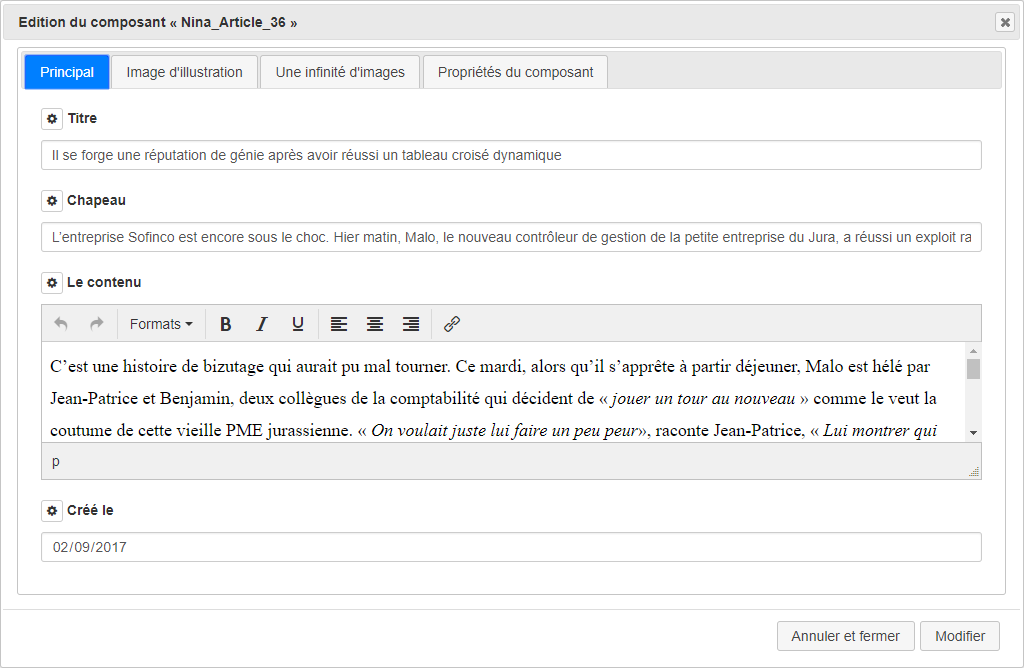 Edition du composant « Nina_Article_36 »
Principal
Image d'illustration
Une infinité d'images
Propriétés du composant
Titre
Il se forge une réputation de génie après avoir réussi un tableau croisé dynamique
Chapeau
L'entreprise Sofinco est encore sous le choc. Hier matin, Malo, le nouveau contrôleur de gestion de la petite entreprise du Jura, a réussi un exploit ra
Le contenu
Formats B I U
C’est une histoire de bizutage qui aurait pu mal tourner. Ce mardi, alors qu’il s’apprête à partir déjeuner, Malo est hélé par
Jean-Patrice et Benjamin, deux collègues de la comptabilité qui décident de « jouer un tour au nouveau » comme le veut la
coutume de cette vieille PME jurassienne. « On voulait juste lui faire un peu peur», raconte Jean-Patrice, « Lui montrer qui
p
Créé le
02/09/2017
Annuler et fermer
Modifier